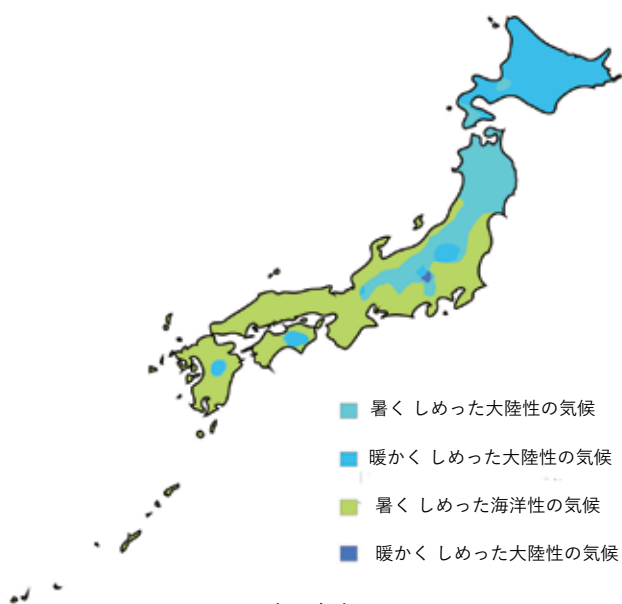 暑く しめった大陸性の気候
暖かく しめった大陸性の気候
暑く しめった海洋性の気候
暖かく しめった大陸性の気候